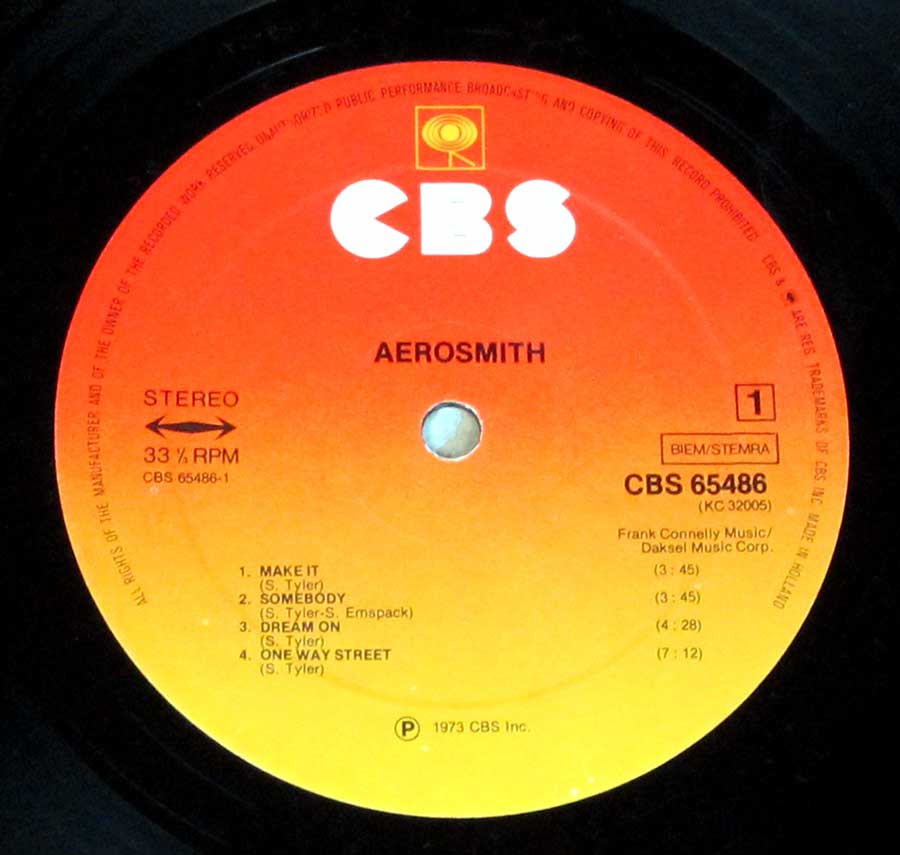 ALL RIGHTS OF THE MANUFACTURER AND OF THE OWNER OF THE RECORDED WORK RESERVED UNAUTHORIZED PUBLIC PERFORMANCE BROADCASTING AND COPYING OF THIS RECORD PROHIBITED CBS & ARE REG. TRADEMARKS OF CBS INC. MADE IN HOLLAND
CBS
AEROSMITH
STEREO
33 ⅓ RPM
CBS 65486-1
1
BIEM/STEMRA
CBS 65486
(KC 32005)
Frank Connelly Music/
Daksel Music Corp.
1. MAKE IT (3 : 45)
(S. Tyler)
2. SOMEBODY (3 : 45)
(S. Tyler-S. Emspack)
3. DREAM ON (4 : 28)
(S. Tyler)
4. ONE WAY STREET (7 : 12)
(S. Tyler)
Ⓟ 1973 CBS Inc.